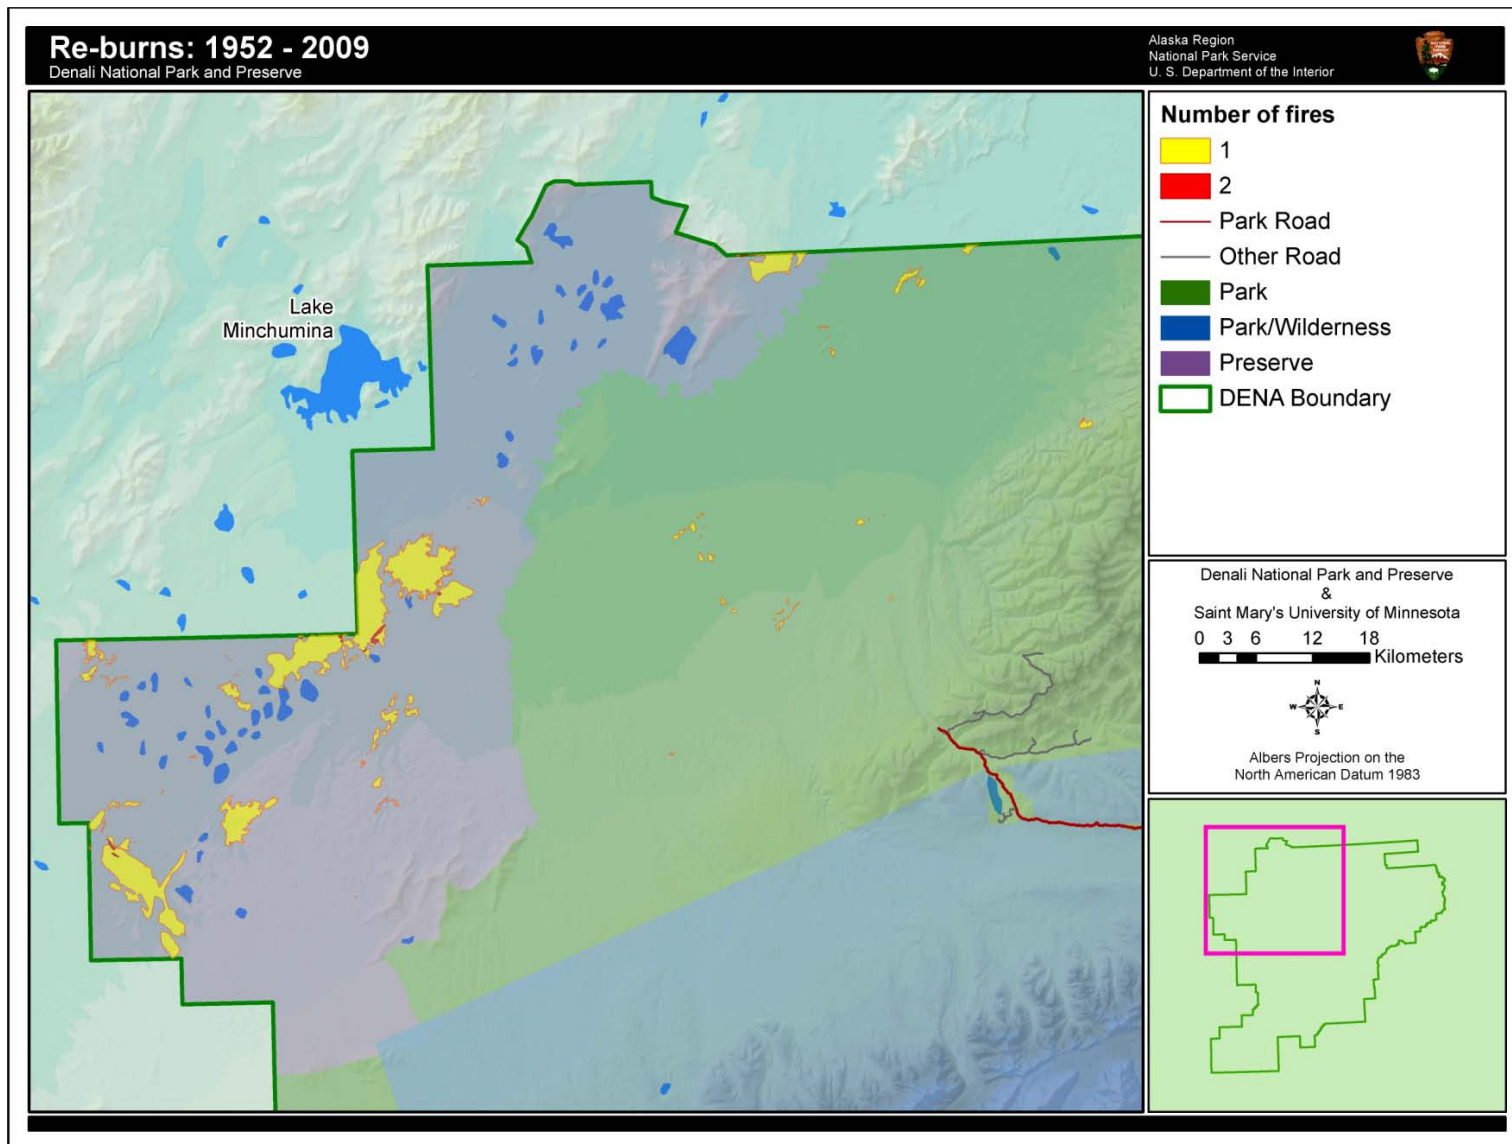 Re-burns: 1952 - 2009
Denali National Park and Preserve
Alaska Region
National Park Service
U. S. Department of the Interior
Lake
Minchumina
Number of fires
1
2
Park Road
Other Road
Park
Park/Wilderness
Preserve
DENA Boundary
Denali National Park and Preserve
&
Saint Mary's University of Minnesota
0 3 6 12 18
Kilometers
N
W E
S
Albers Projection on the
North American Datum 1983